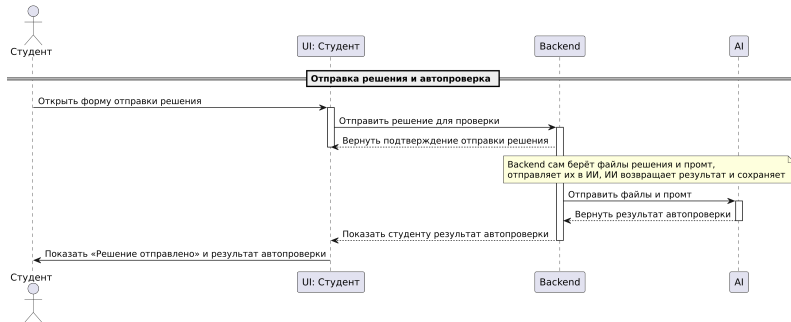 Студент
UI: Студент
Backend
AI
Отправка решения и автопроверка
Открыть форму отправки решения
Отправить решение для проверки
Вернуть подтверждение отправки решения
Backend сам берёт файлы решения и промт,
отправляет их в ИИ, ИИ возвращает результат и сохраняет
Отправить файлы и промт
Вернуть результат автопроверки
Показать студенту результат автопроверки
Показать «Решение отправлено» и результат автопроверки
Студент
UI: Студент
Backend
AI